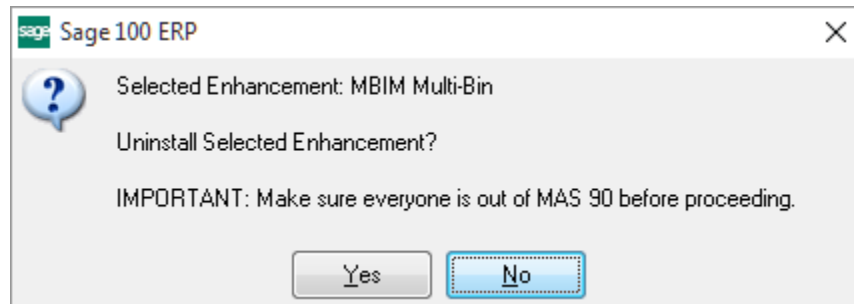 sage Sage 100 ERP
Selected Enhancement: MBIM Multi-Bin
Uninstall Selected Enhancement?
IMPORTANT: Make sure everyone is out of MAS 90 before proceeding.
Yes No